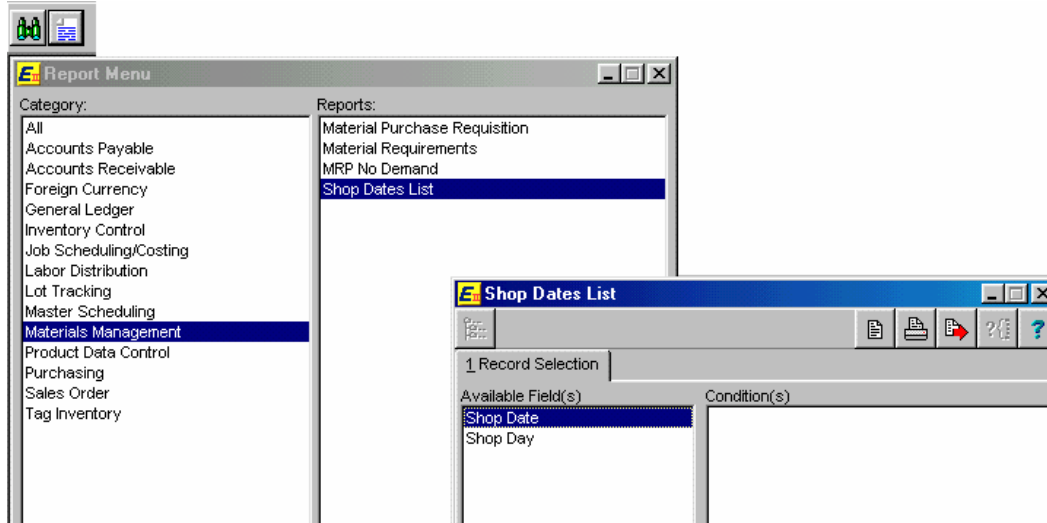 Report Menu
Category:
Reports:
All
Accounts Payable
Accounts Receivable
Foreign Currency
General Ledger
Inventory Control
Job Scheduling/Costing
Labor Distribution
Lot Tracking
Master Scheduling
Materials Management
Product Data Control
Purchasing
Sales Order
Tag Inventory
Material Purchase Requisition
Material Requirements
MRP No Demand
Shop Dates List
Shop Dates List
1 Record Selection
Available Field(s)
Condition(s)
Shop Date
Shop Day